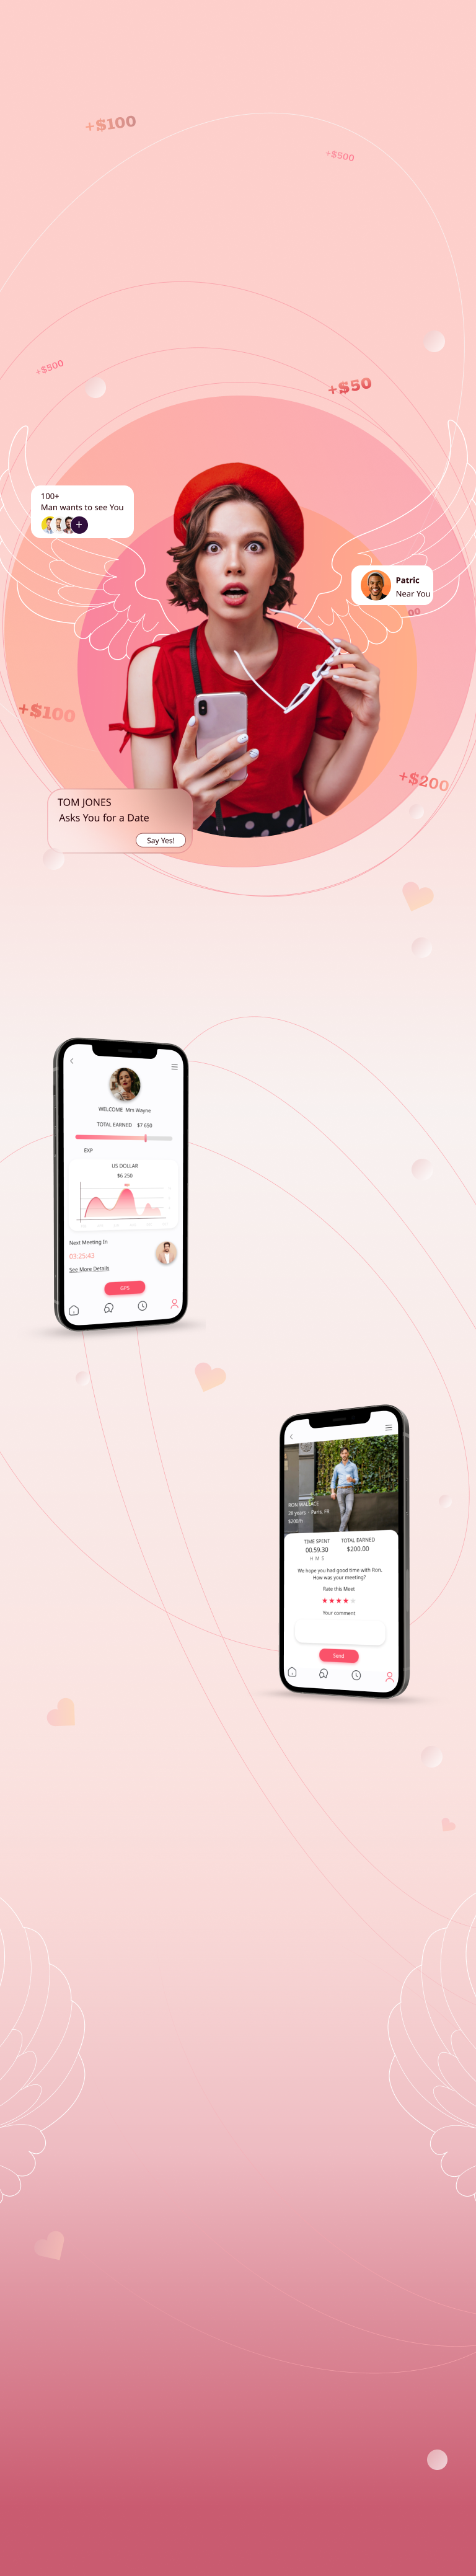 +$100
+$500
+$500
+$50
100+
Man wants to see You
+
Patric
Near You
00
+$100
+$200
TOM JONES
Asks You for a Date
Say Yes!
WELCOME Mrs Wayne
TOTAL EARNED $7 650
EXP
US DOLLAR
$6 250
Next Meeting In
03:25:43
See More Details
GPS
RON WALLACE
28 years - Paris, FR
$200/h
TIME SPENT TOTAL EARNED
00.59.30 $200.00
H M S
We hope you had good time with Ron.
How was your meeting?
Rate this Meet
Your comment
Send